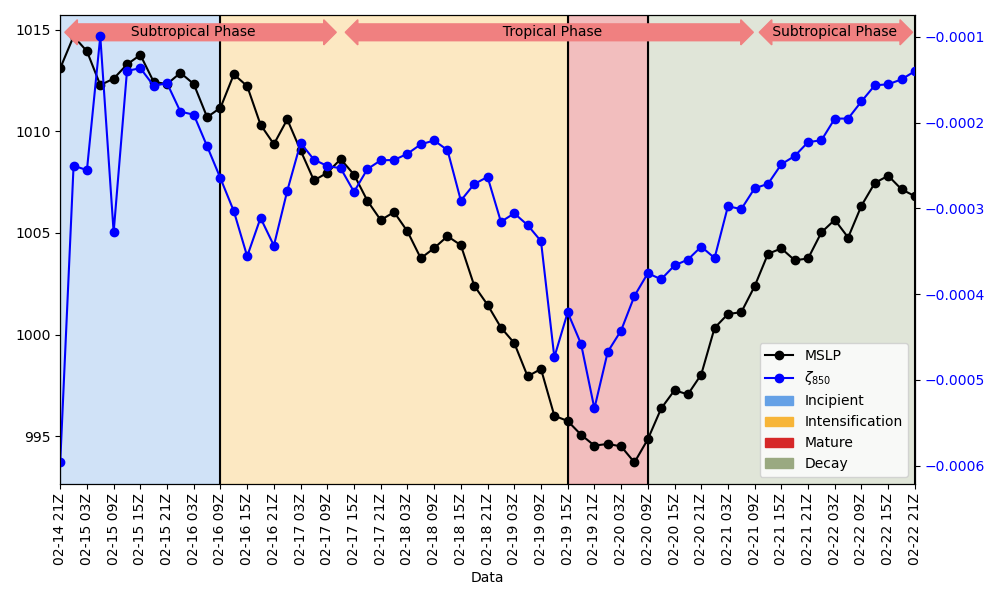 Subtropical Phase Tropical Phase Subtropical Phase
1015
1010
1005
1000
995
−0.0001
−0.0002
−0.0003
−0.0004
−0.0005
−0.0006
MSLP
ζ850
Incipient
Intensification
Mature
Decay
02-14 21Z
02-15 03Z
02-15 09Z
02-15 15Z
02-15 21Z
02-16 03Z
02-16 09Z
02-16 15Z
02-16 21Z
02-17 03Z
02-17 09Z
02-17 15Z
02-17 21Z
02-18 03Z
02-18 09Z
02-18 15Z
02-18 21Z
02-19 03Z
02-19 09Z
02-19 15Z
02-19 21Z
02-20 03Z
02-20 09Z
02-20 15Z
02-20 21Z
02-21 03Z
02-21 09Z
02-21 15Z
02-21 21Z
02-22 03Z
02-22 09Z
02-22 15Z
02-22 21Z
Data